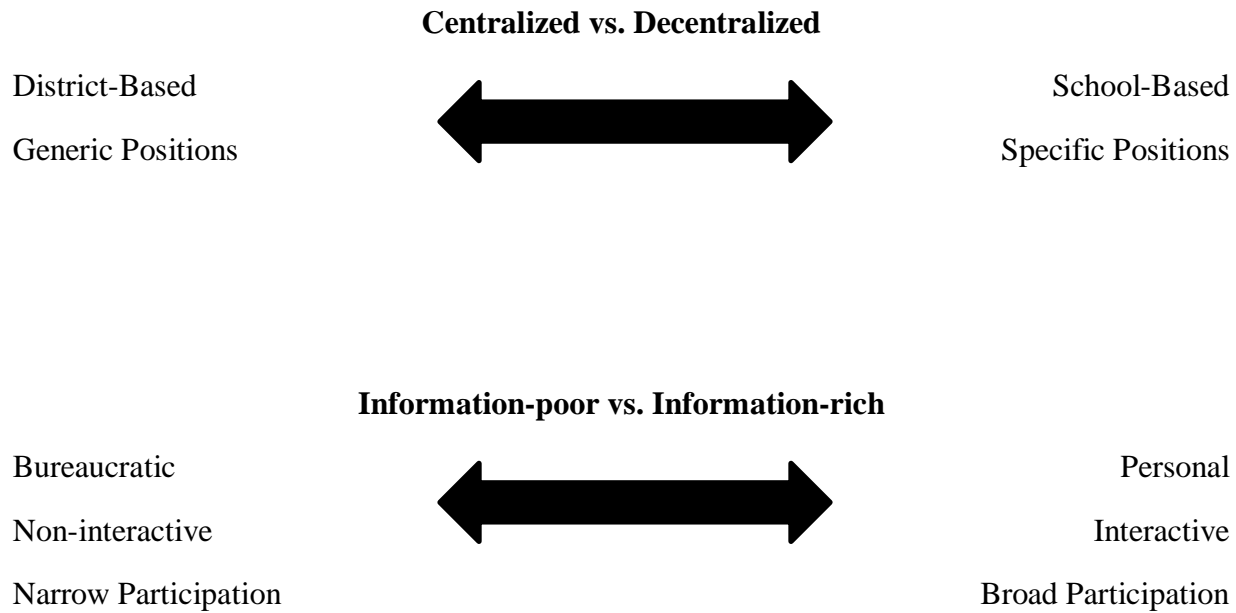 Centralized vs. Decentralized
District-Based School-Based
Generic Positions Specific Positions
Information-poor vs. Information-rich
Bureaucratic Personal
Non-interactive Interactive
Narrow Participation Broad Participation